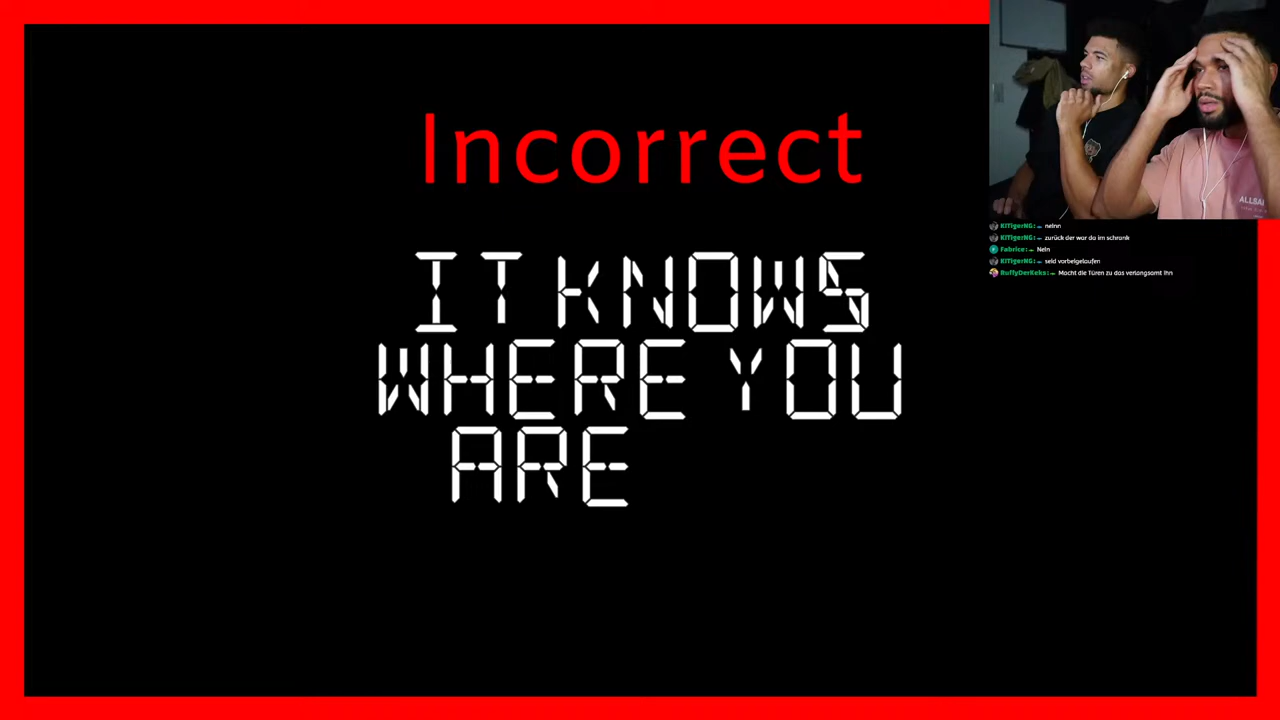 Incorrect
IT KNOWS
WHERE YOU
ARE
KITigerNG: neinn
KITigerNG: zurück der war da im schrank
Fabrice: Nein
KITigerNG: seid vorbeigelaufen
BuffyDerKeks: Macht die Türen zu das verlangsamt ihn